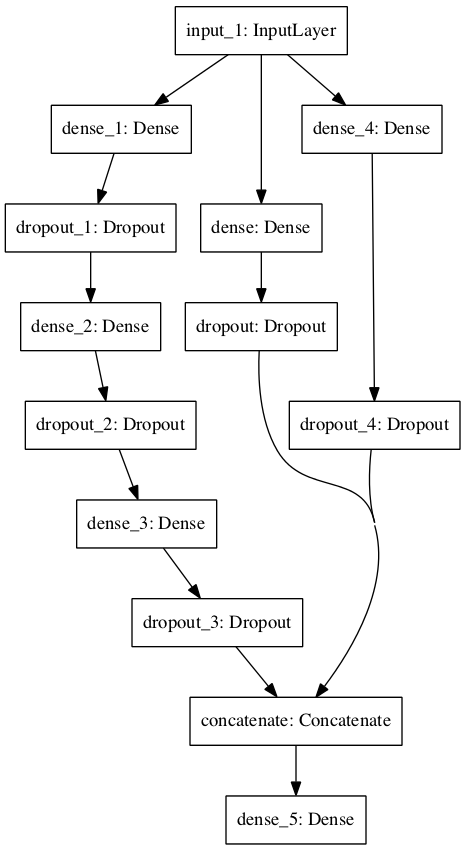 input_1: InputLayer
dense_1: Dense
dense_4: Dense
dropout_1: Dropout
dense: Dense
dense_2: Dense
dropout: Dropout
dropout_2: Dropout
dropout_4: Dropout
dense_3: Dense
dropout_3: Dropout
concatenate: Concatenate
dense_5: Dense